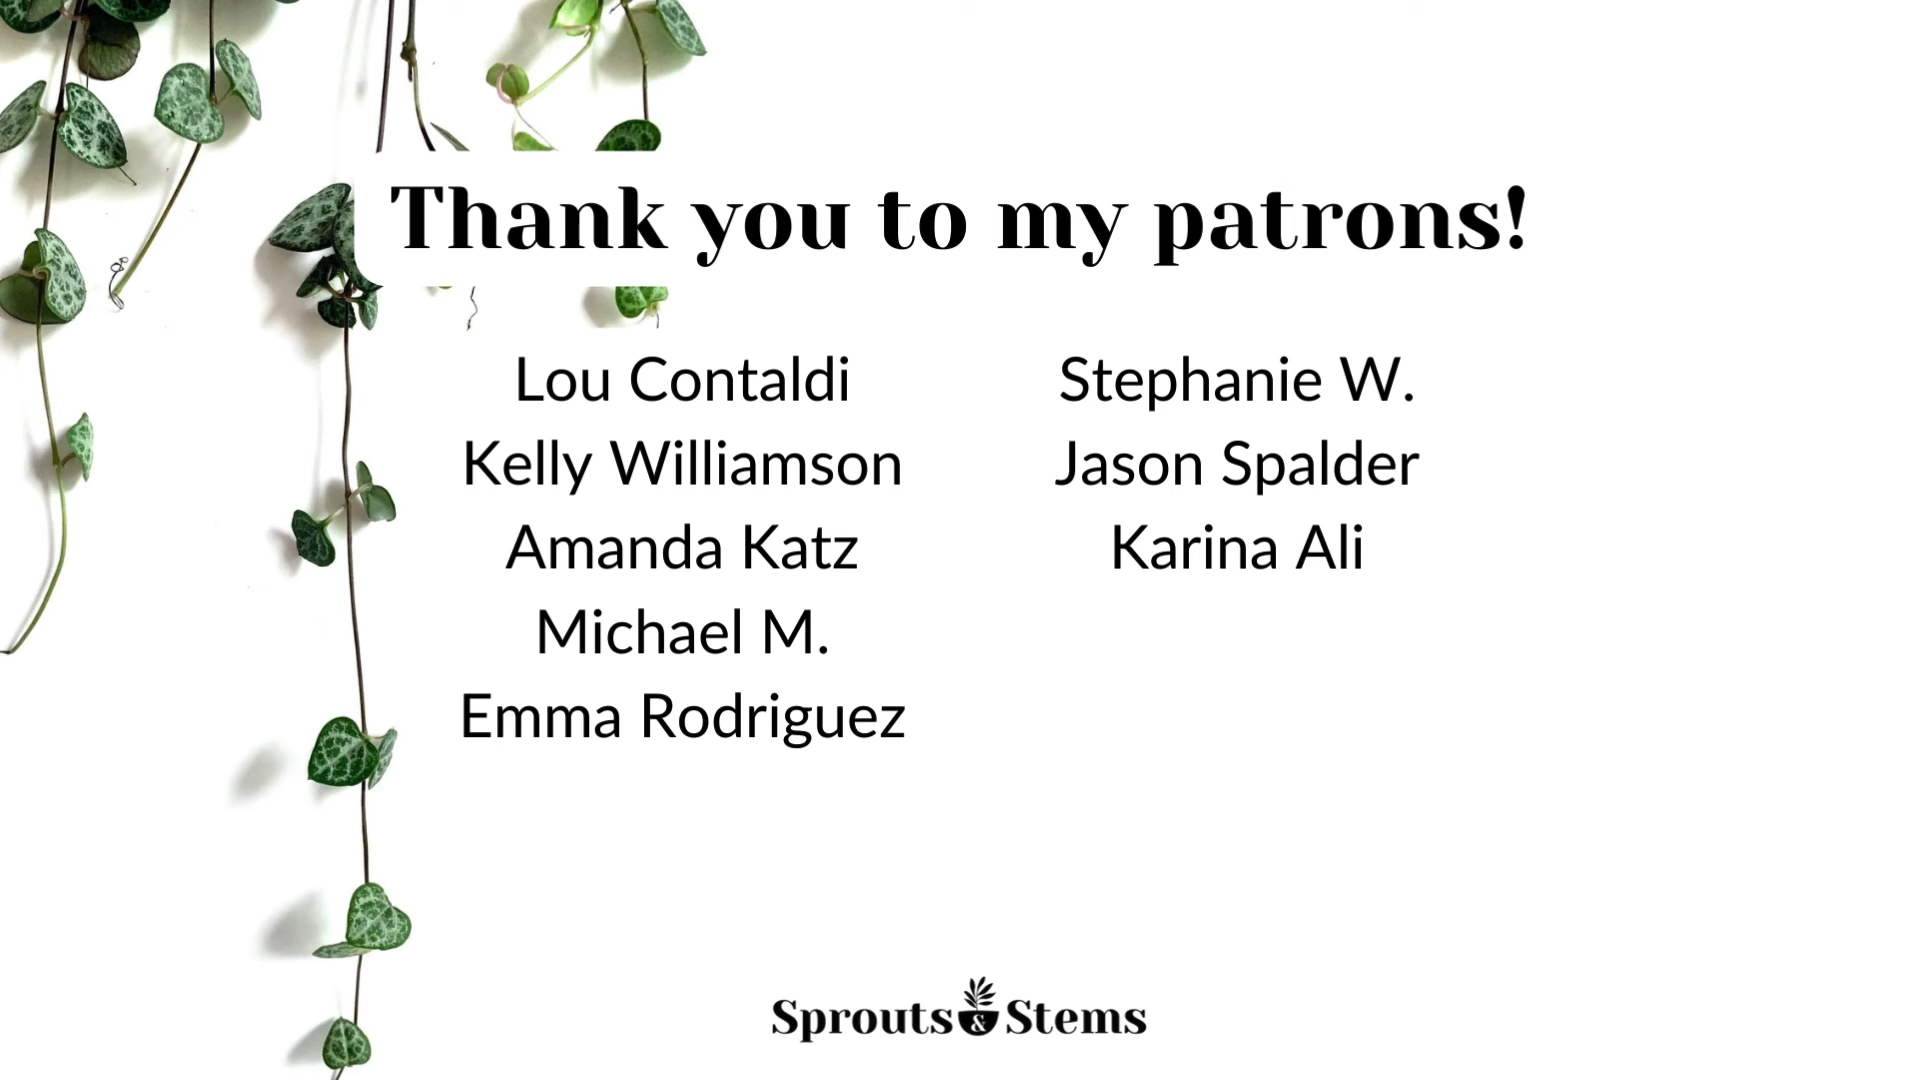 Thank you to my patrons!
Lou Contaldi
Kelly Williamson
Amanda Katz
Michael M.
Emma Rodriguez
Stephanie W.
Jason Spalder
Karina Ali
Sprouts & Stems